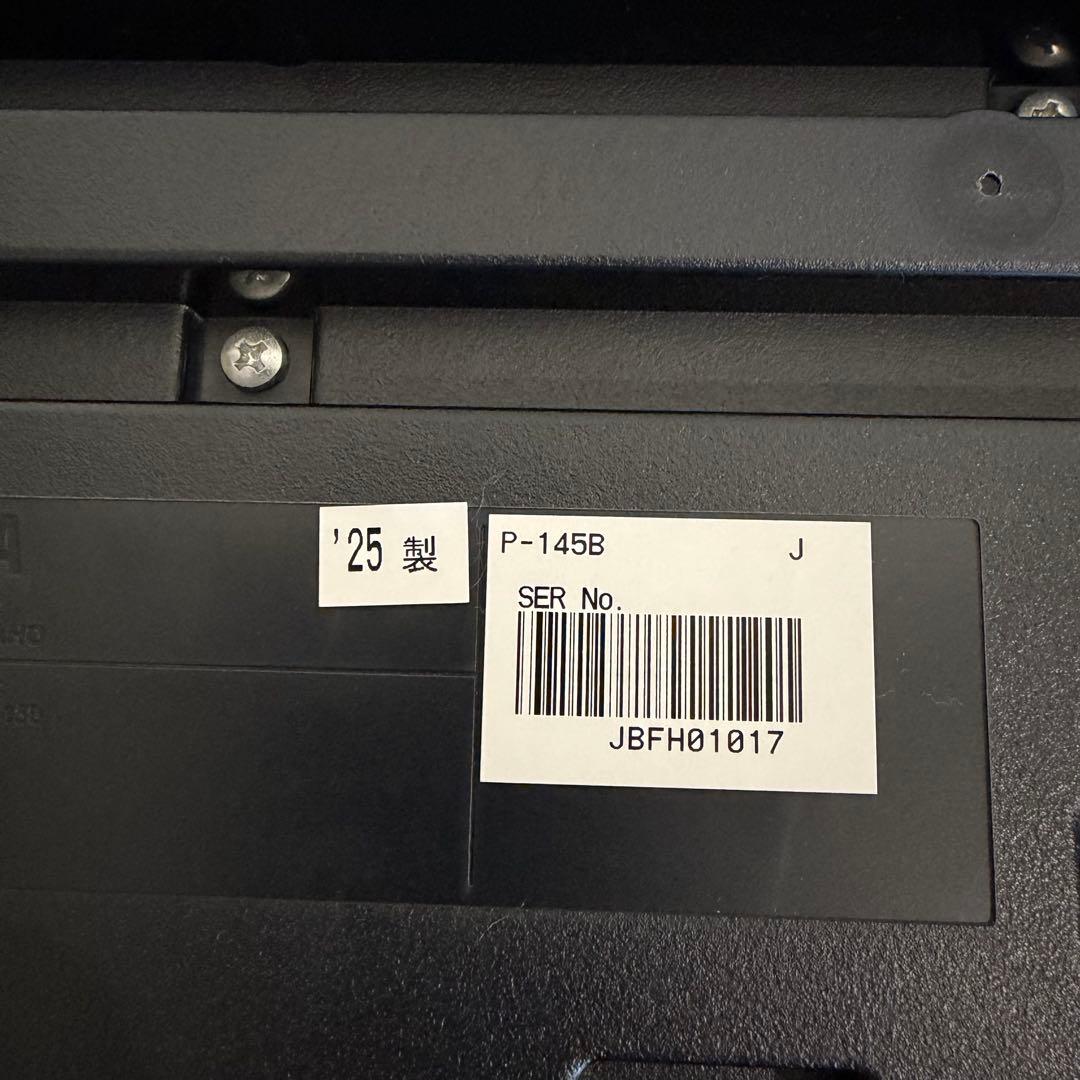 '25 製
P-145B J
SER No.
JBFH01017